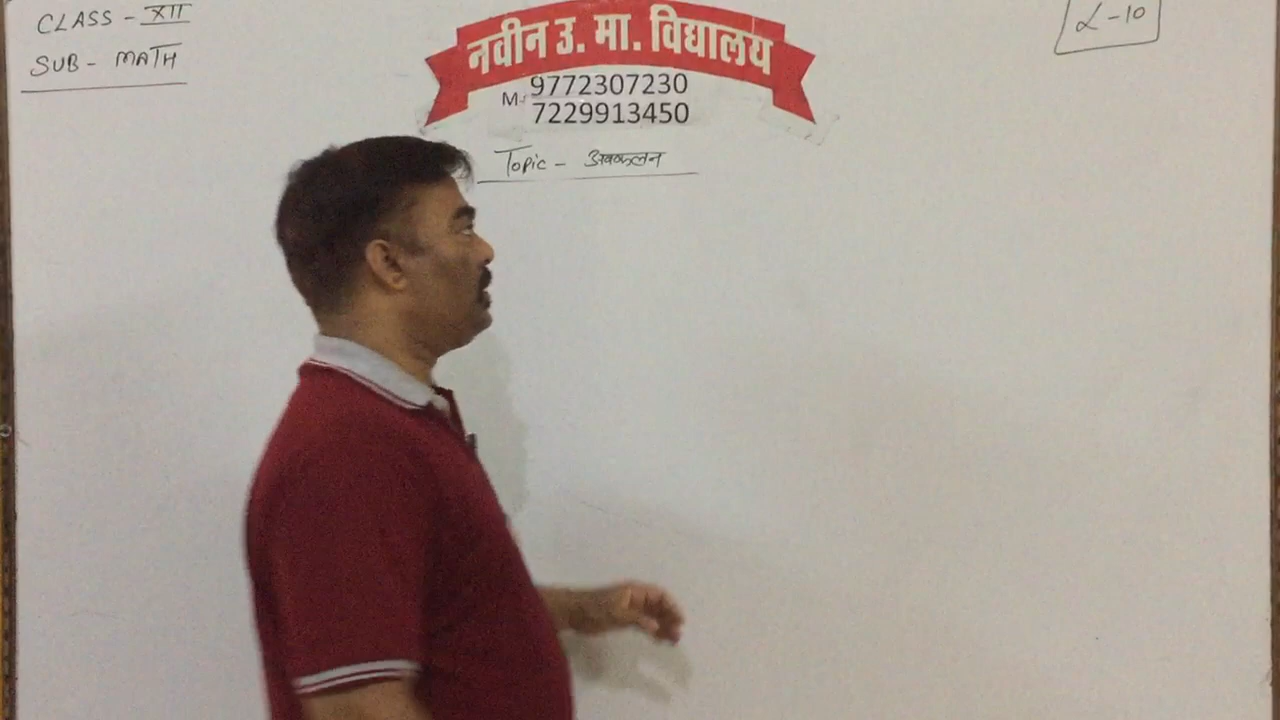 CLASS - XII
SUB - MATH
नवीन उ. मा. विद्यालय
M. 9772307230
7229913450
L-10
Topic - अवकलन